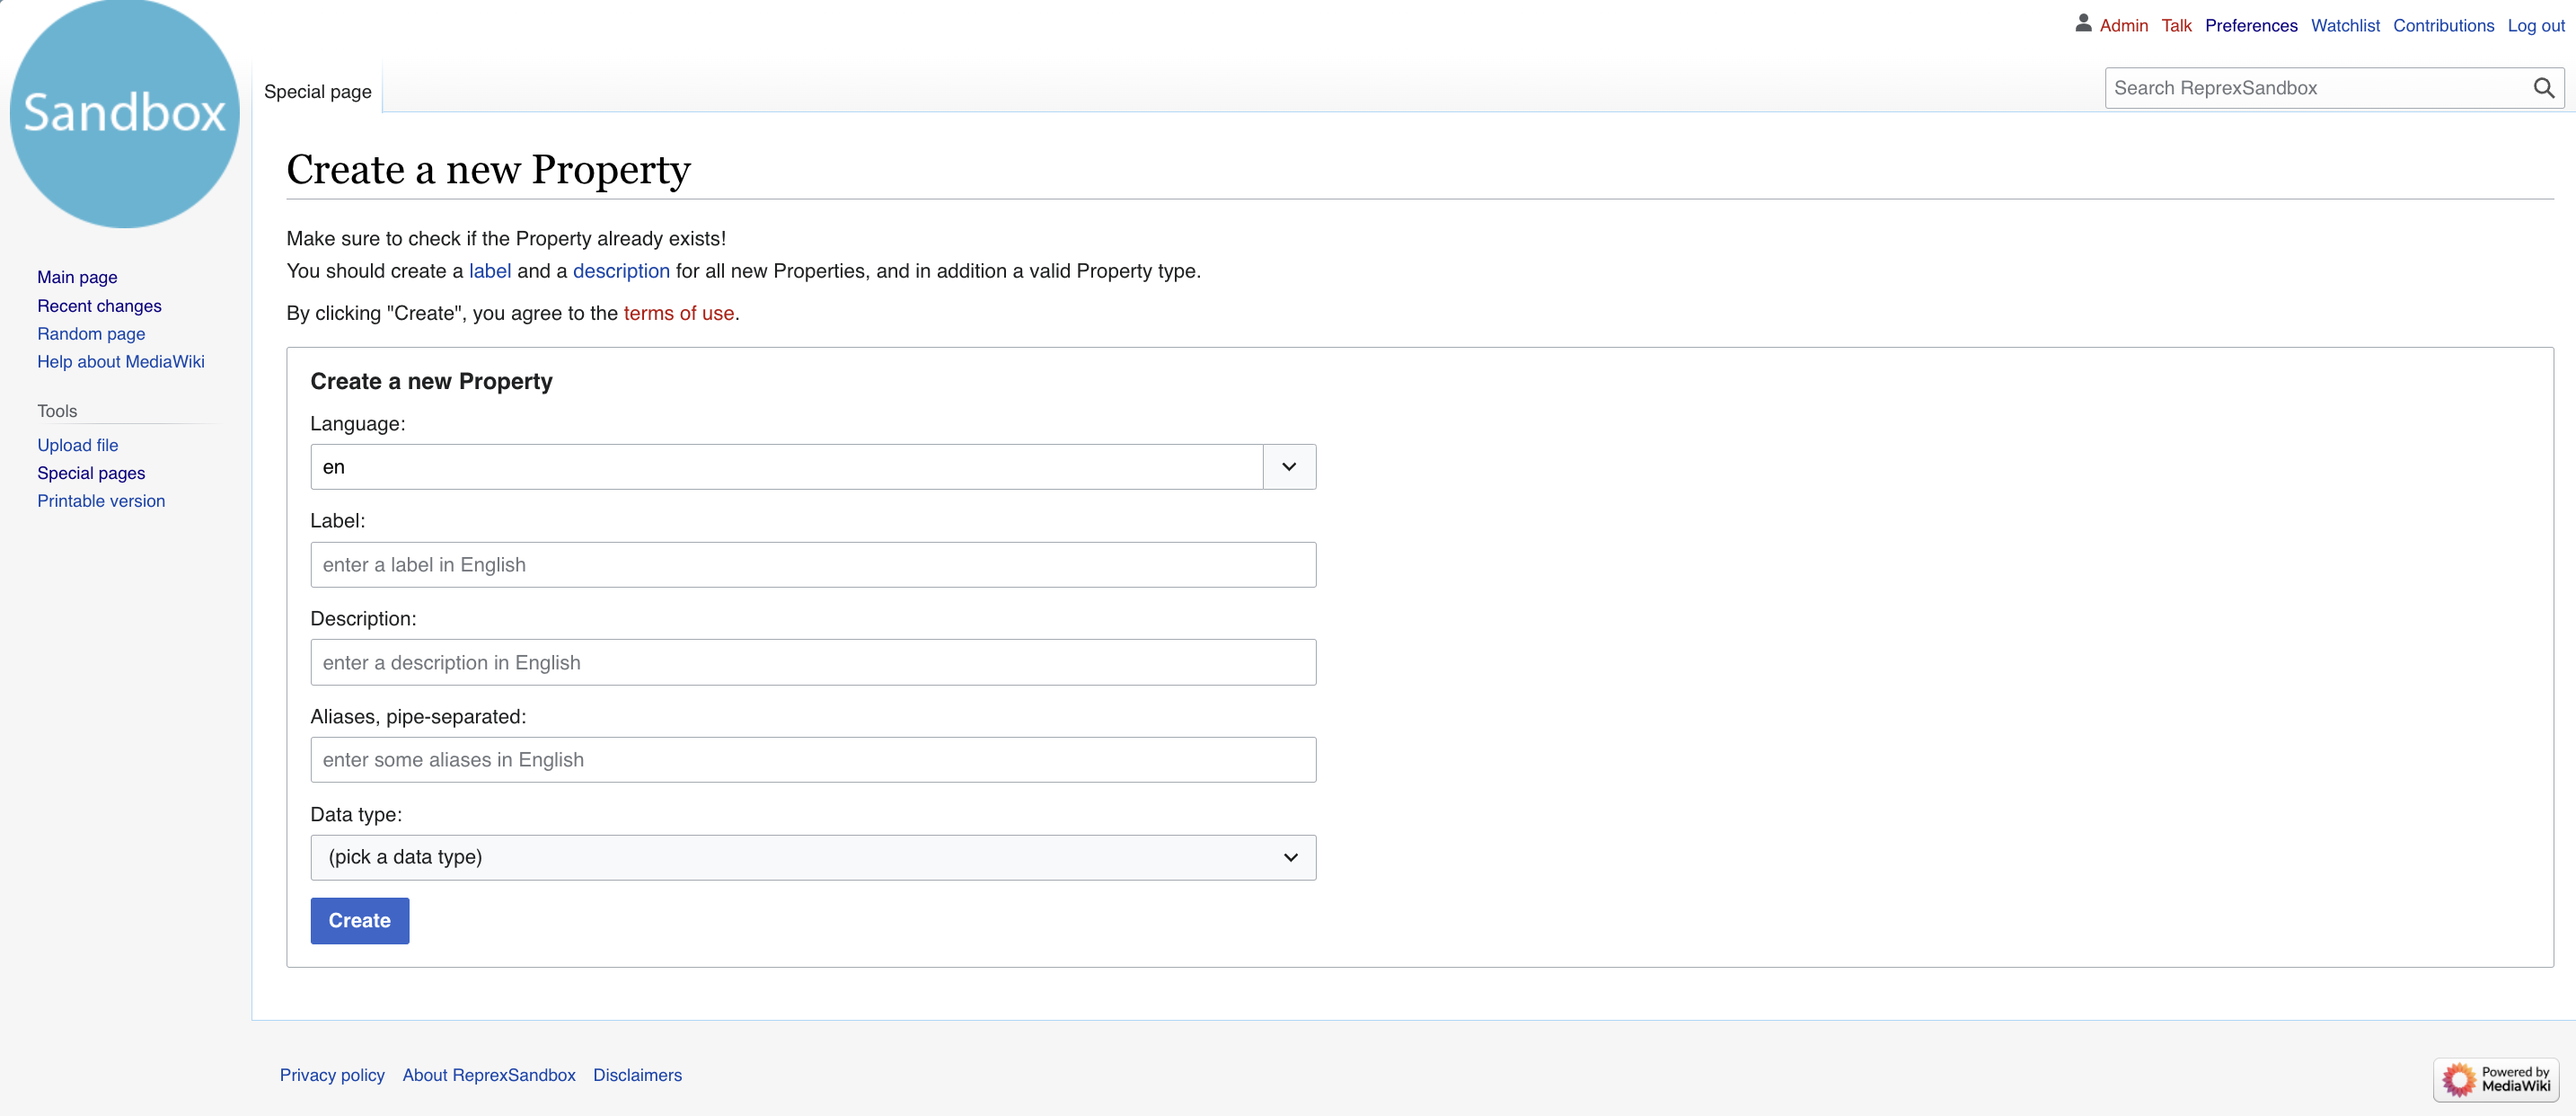 Sandbox
Admin Talk Preferences Watchlist Contributions Log out
Special page
Search ReprexSandbox
Main page
Recent changes
Random page
Help about MediaWiki
Tools
Upload file
Special pages
Printable version
Create a new Property
Make sure to check if the Property already exists!
You should create a label and a description for all new Properties, and in addition a valid Property type.
By clicking "Create", you agree to the terms of use.
Create a new Property
Language:
en
Label:
enter a label in English
Description:
enter a description in English
Aliases, pipe-separated:
enter some aliases in English
Data type:
(pick a data type)
Create
Privacy policy About ReprexSandbox Disclaimers
Powered by
MediaWiki